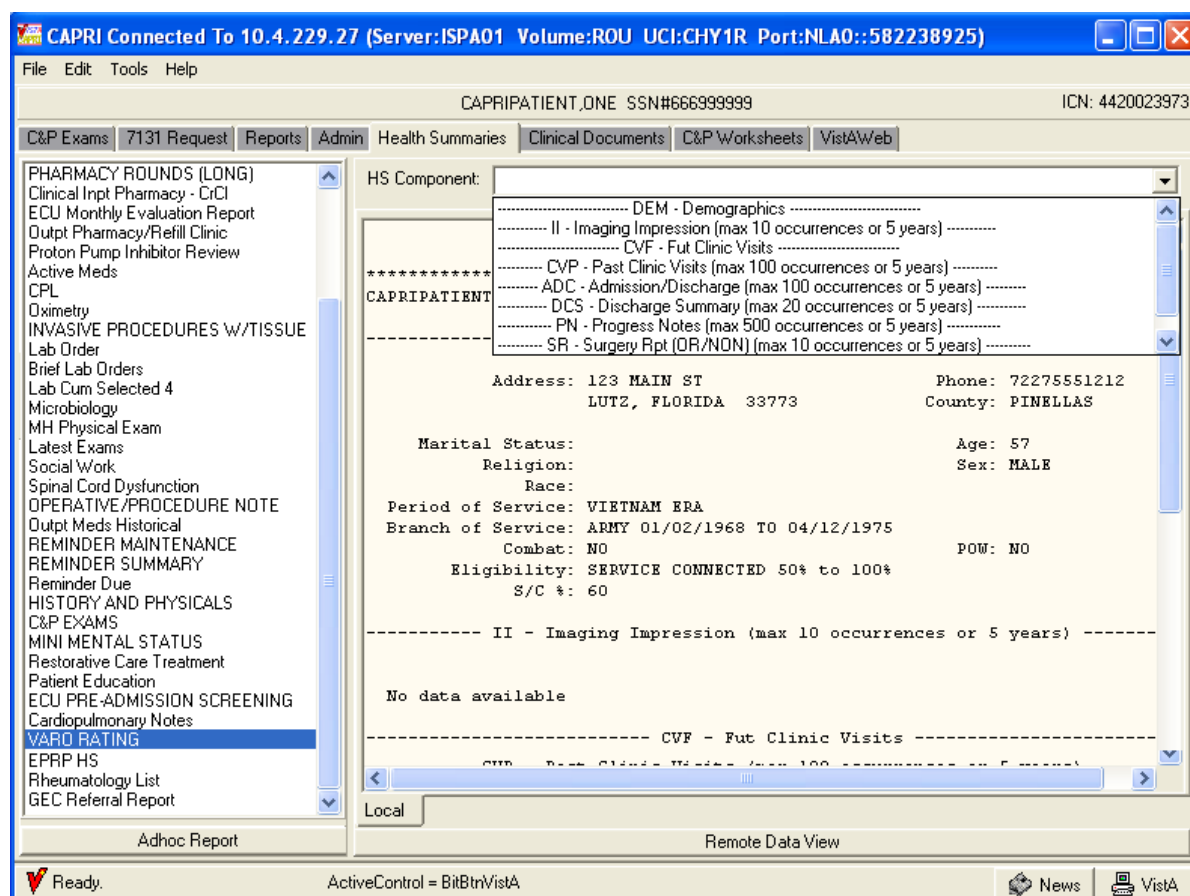 CAPRI Connected To 10.4.229.27 (Server:ISPA01 Volume:ROU UCI:CHY1R Port:NLA0::582238925)
File Edit Tools Help
CAPRIPATIENT,ONE SSN#666999999 ICN: 4420023973
C&P Exams 7131 Request Reports Admin Health Summaries Clinical Documents C&P Worksheets VistAWeb
PHARMACY ROUNDS (LONG)
Clinical Inpt Pharmacy - CrCl
ECU Monthly Evaluation Report
Outpt Pharmacy/Refill Clinic
Proton Pump Inhibitor Review
Active Meds
CPL
Oximetry
INVASIVE PROCEDURES W/TISSUE
Lab Order
Brief Lab Orders
Lab Cum Selected 4
Microbiology
MH Physical Exam
Latest Exams
Social Work
Spinal Cord Dysfunction
OPERATIVE/PROCEDURE NOTE
Outpt Meds Historical
REMINDER MAINTENANCE
REMINDER SUMMARY
Reminder Due
HISTORY AND PHYSICALS
C&P EXAMS
MINI MENTAL STATUS
Restorative Care Treatment
Patient Education
ECU PRE-ADMISSION SCREENING
Cardiopulmonary Notes
VARO RATING
EPRP HS
Rheumatology List
GEC Referral Report
Adhoc Report
HS Component:
---------------------------- DEM - Demographics ----------------------------
---------- II - Imaging Impression (max 10 occurrences or 5 years) ----------
-------------------------- CVF - Fut Clinic Visits --------------------------
--------- CVP - Past Clinic Visits (max 100 occurrences or 5 years) ---------
-------- ADC - Admission/Discharge (max 100 occurrences or 5 years) --------
----------- DCS - Discharge Summary (max 20 occurrences or 5 years) ----------
----------- PN - Progress Notes (max 500 occurrences or 5 years) -----------
--------- SR - Surgery Rpt (OR/NON) (max 10 occurrences or 5 years) ---------
************
CAPRIPATIENT
------------
Address: 123 MAIN ST Phone: 72275551212
LUTZ, FLORIDA 33773 County: PINELLAS
Marital Status: Age: 57
Religion: Sex: MALE
Race:
Period of Service: VIETNAM ERA
Branch of Service: ARMY 01/02/1968 TO 04/12/1975
Combat: NO POW: NO
Eligibility: SERVICE CONNECTED 50% to 100%
S/C %: 60
----------- II - Imaging Impression (max 10 occurrences or 5 years) -------
No data available
--------------------------- CVF - Fut Clinic Visits -----------------------
CVP - Past Clinic Visits (max 100 occurrences or 5 years)
Local
Remote Data View
Ready. ActiveControl = BitBtnVistA News VistA